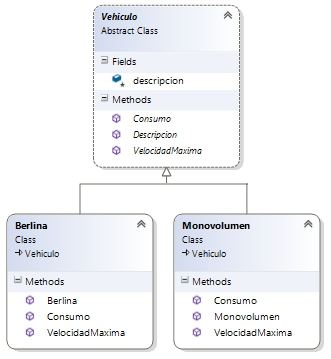 Vehiculo
Abstract Class
Fields
descripcion
Methods
Consumo
Descripcion
VelocidadMaxima
Berlina
Class
Vehiculo
Methods
Berlina
Consumo
VelocidadMaxima
Monovolumen
Class
Vehiculo
Methods
Consumo
Monovolumen
VelocidadMaxima